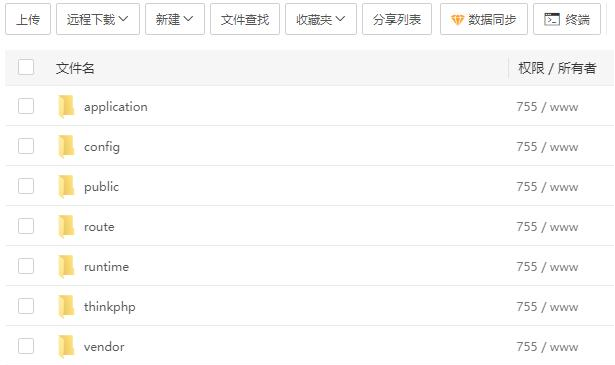 上传 远程下载 新建 文件查找 收藏夹 分享列表 数据同步 终端
文件名 权限 / 所有者
application 755 / www
config 755 / www
public 755 / www
route 755 / www
runtime 755 / www
thinkphp 755 / www
vendor 755 / www